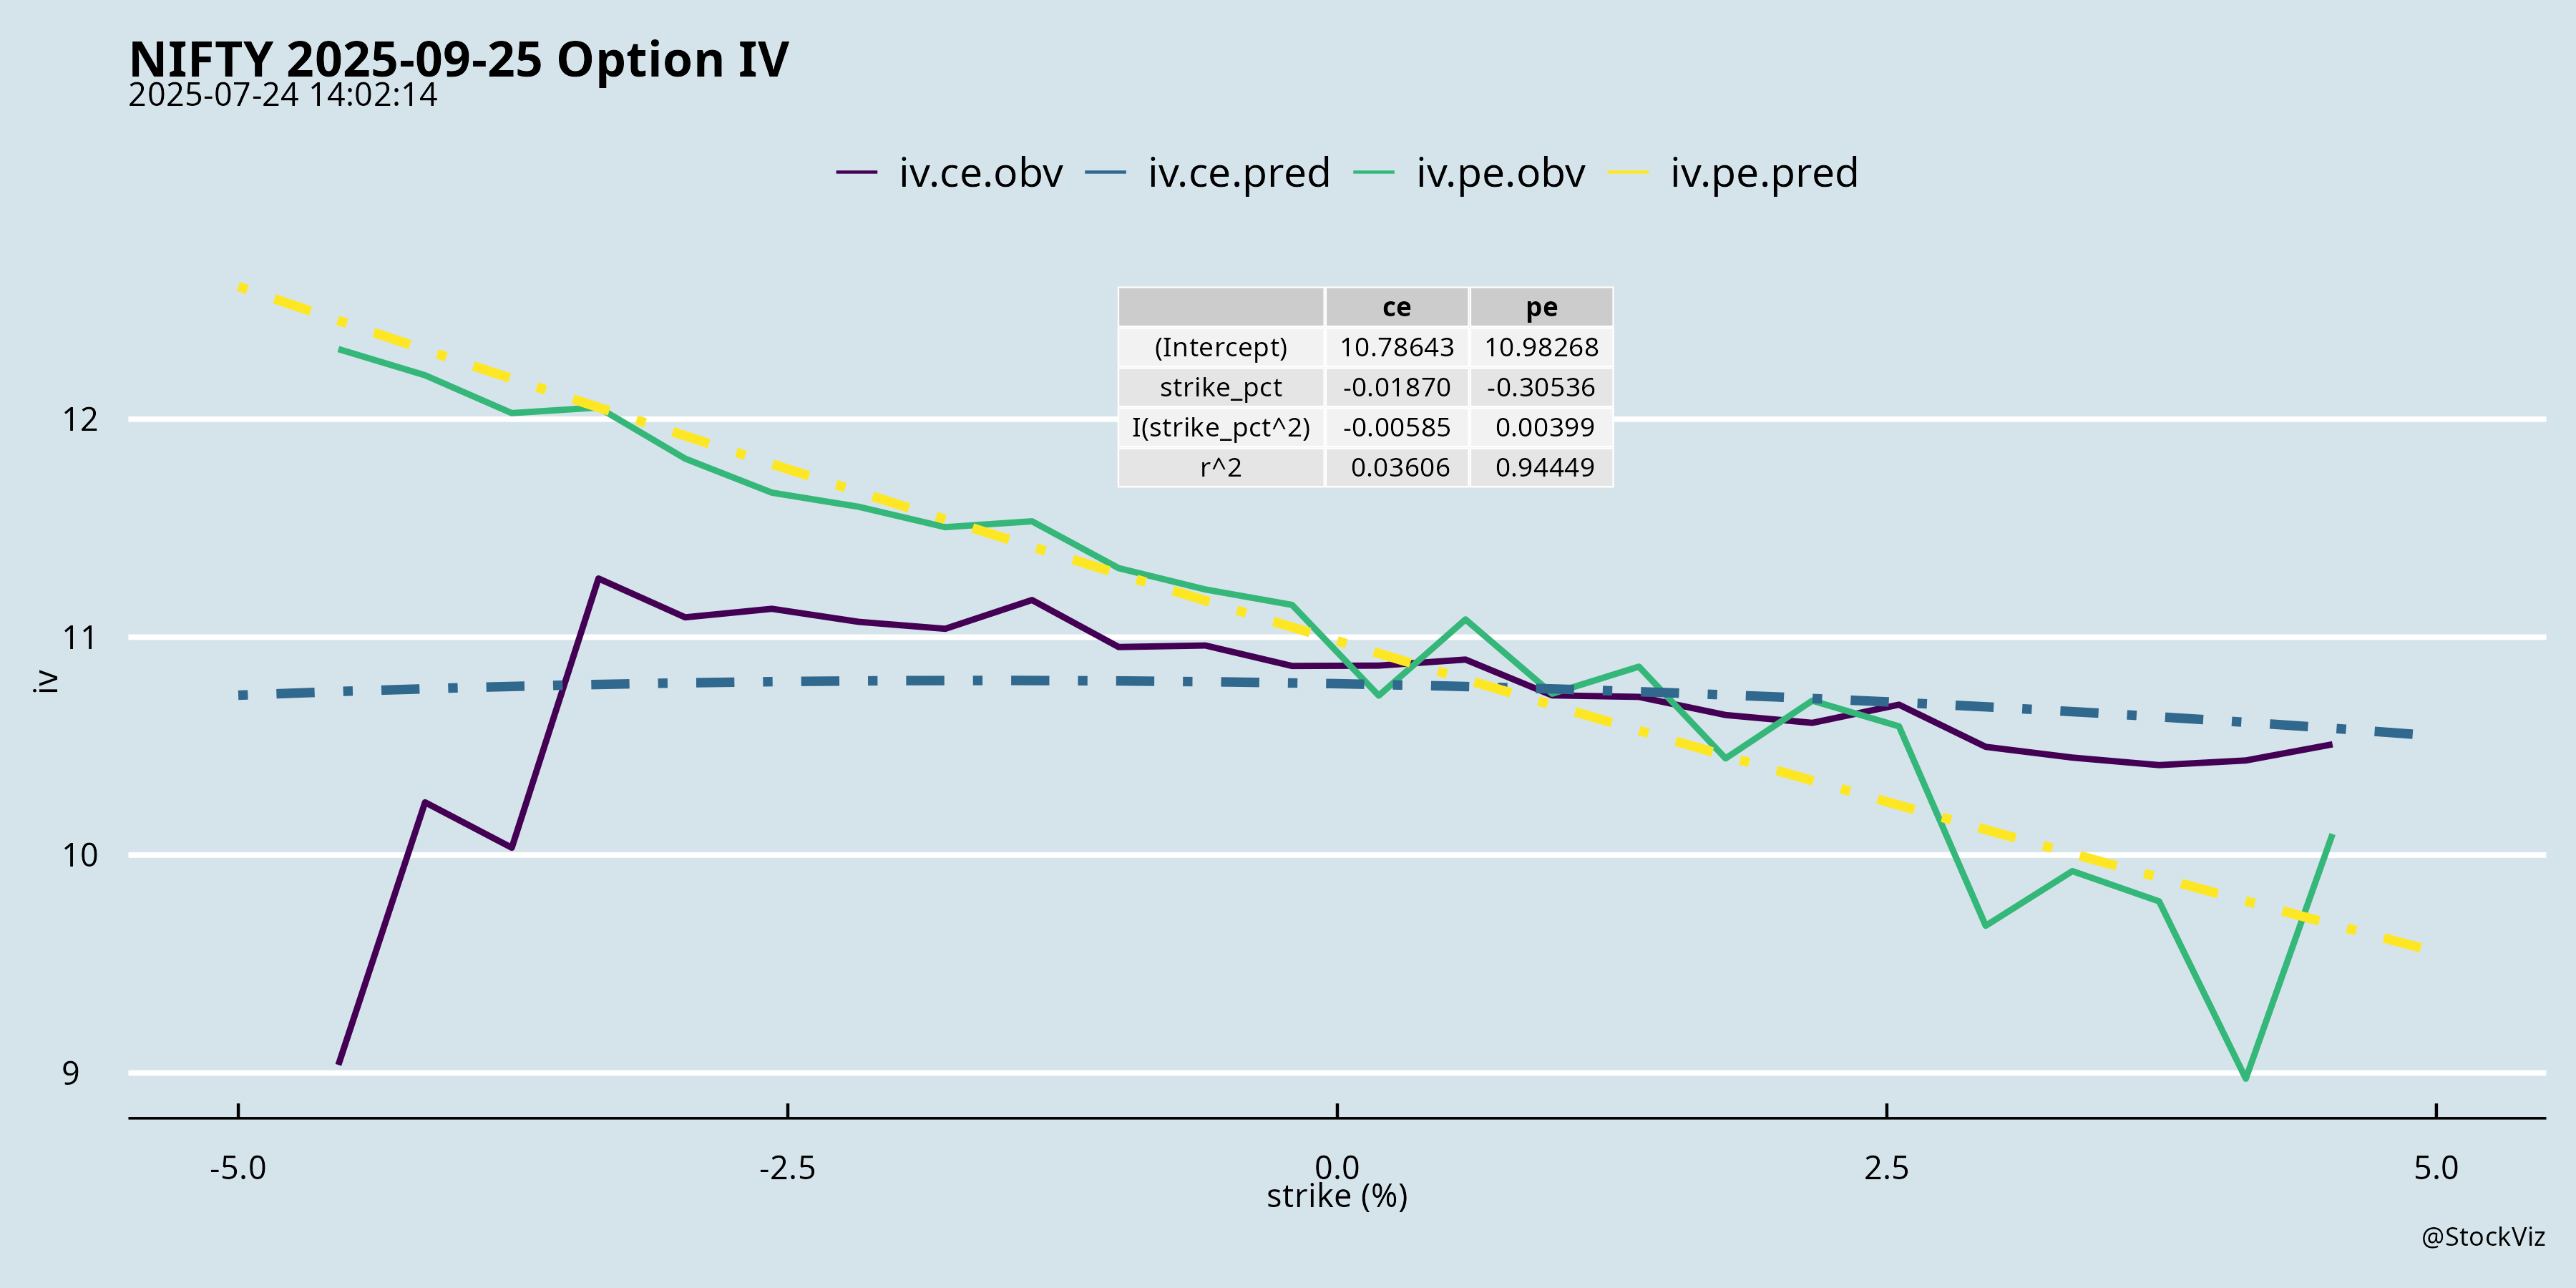 NIFTY 2025-09-25 Option IV
2025-07-24 14:02:14
iv.ce.obv iv.ce.pred iv.pe.obv iv.pe.pred
ce pe
(Intercept) 10.78643 10.98268
strike_pct -0.01870 -0.30536
I(strike_pct^2) -0.00585 0.00399
r^2 0.03606 0.94449
12
11
10
9
iv
-5.0 -2.5 0.0 2.5 5.0
strike (%)
@StockViz